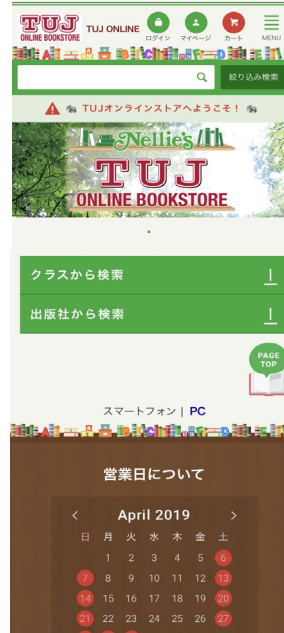 TUJ TUJ ONLINE
ONLINE BOOKSTORE
ログイン マイページ カート MENU
絞り込み検索
TUJオンラインストアへようこそ！
Nellie's
TUJ
ONLINE BOOKSTORE
クラスから検索
出版社から検索
PAGE
TOP
スマートフォン | PC
営業日について
< April 2019 >
日 月 火 水 木 金 土
1 2 3 4 5 6
7 8 9 10 11 12 13
14 15 16 17 18 19 20
21 22 23 24 25 26 27